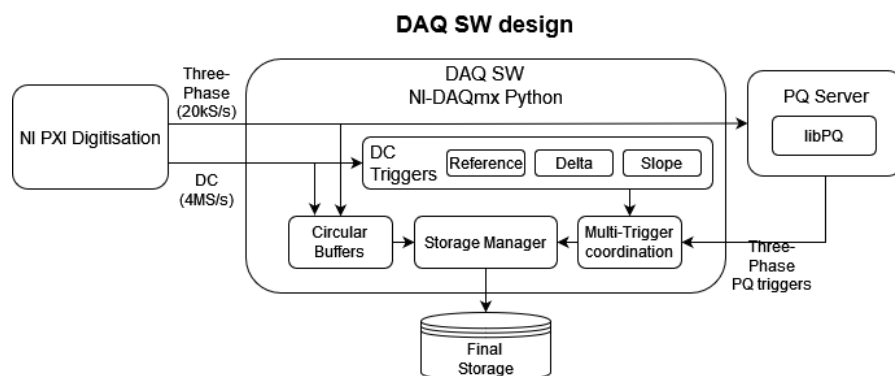 DAQ SW design
Three-
Phase
(20kS/s)
DAQ SW
NI-DAQmx Python
PQ Server
NI PXI Digitisation
libPQ
DC
Triggers
Reference
Delta
Slope
DC
(4MS/s)
Circular
Buffers
Storage Manager
Multi-Trigger
coordination
Three-
Phase
PQ triggers
Final
Storage